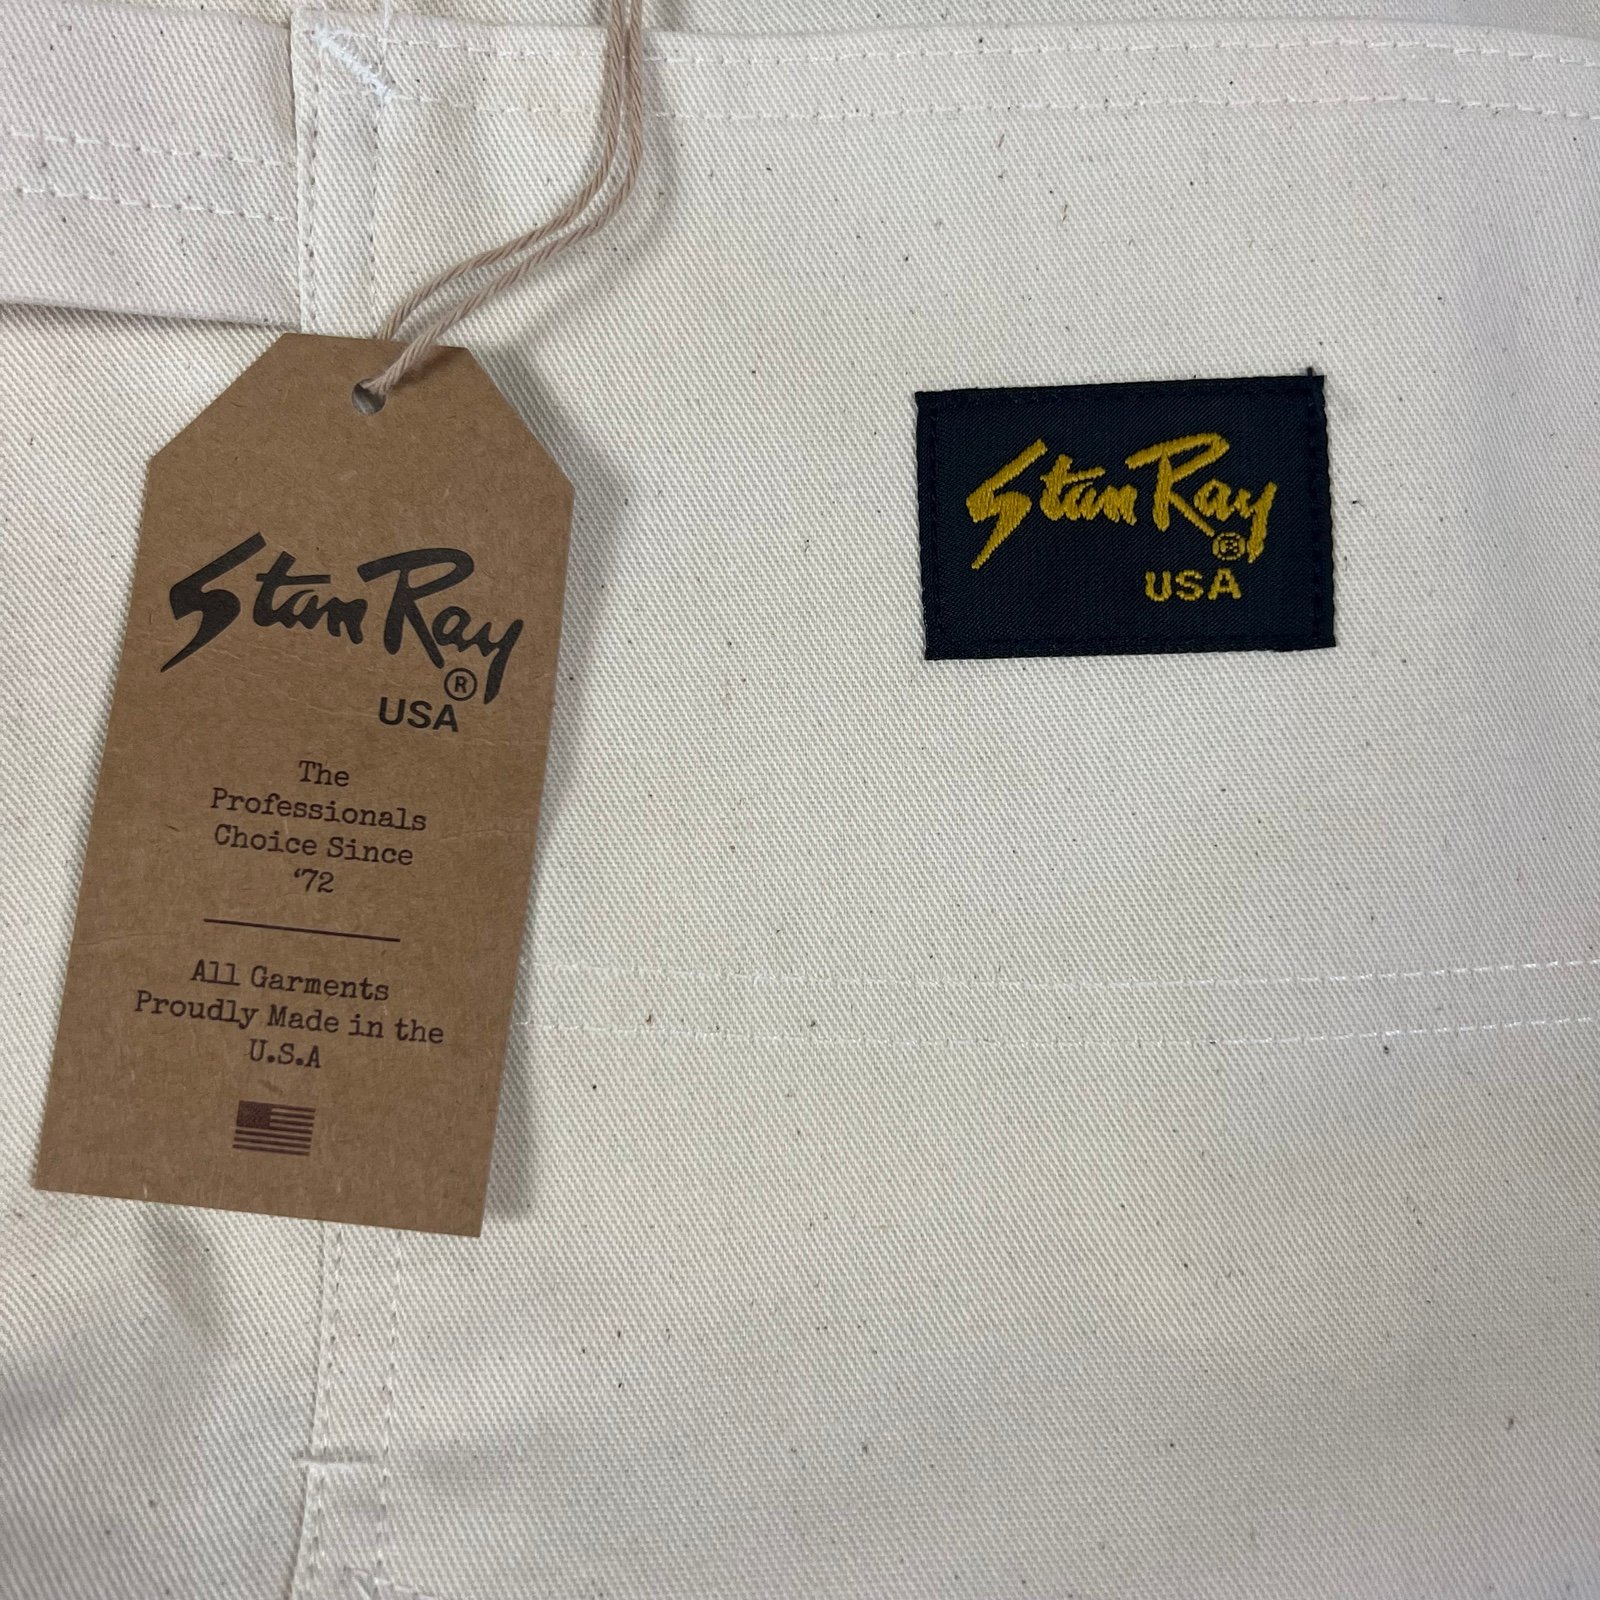 Stan Ray
®
USA
The
Professionals
Choice Since
‘72
All Garments
Proudly Made in the
U.S.A
Stan Ray
®
USA